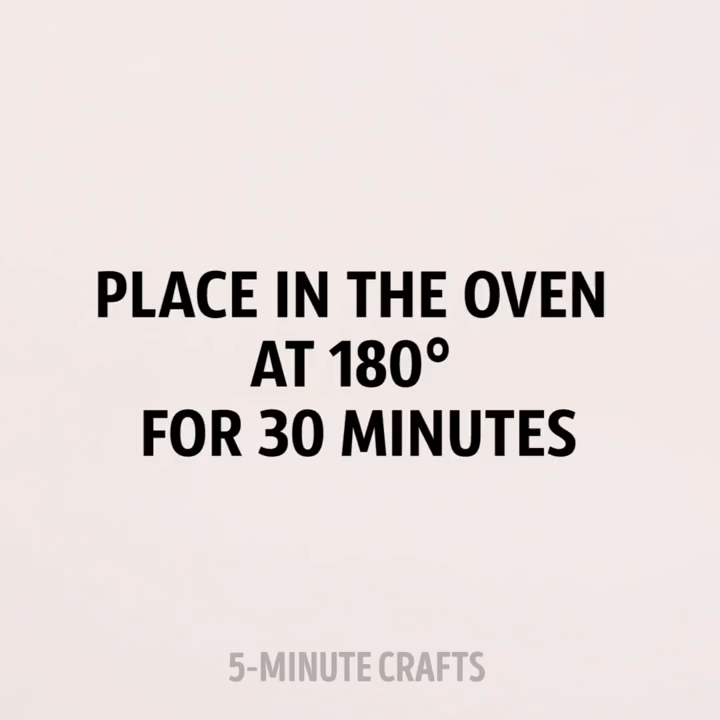 PLACE IN THE OVEN
AT 180°
FOR 30 MINUTES
5-MINUTE CRAFTS